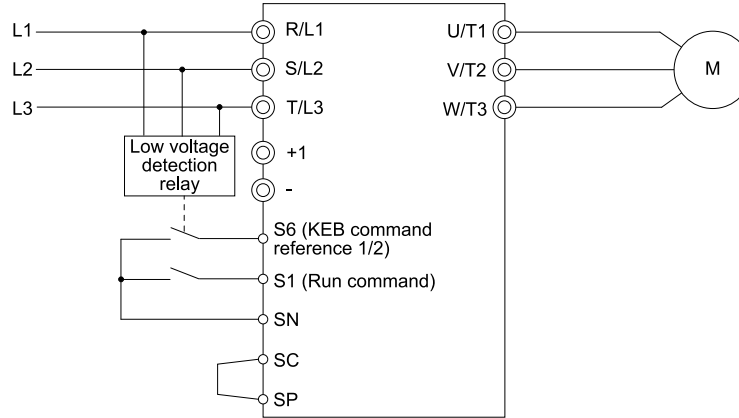 L1
R/L1
U/T1
L2
S/L2
V/T2
M
L3
T/L3
W/T3
Low voltage
detection
relay
+1
-
S6 (KEB command
reference 1/2)
S1 (Run command)
SN
SC
SP